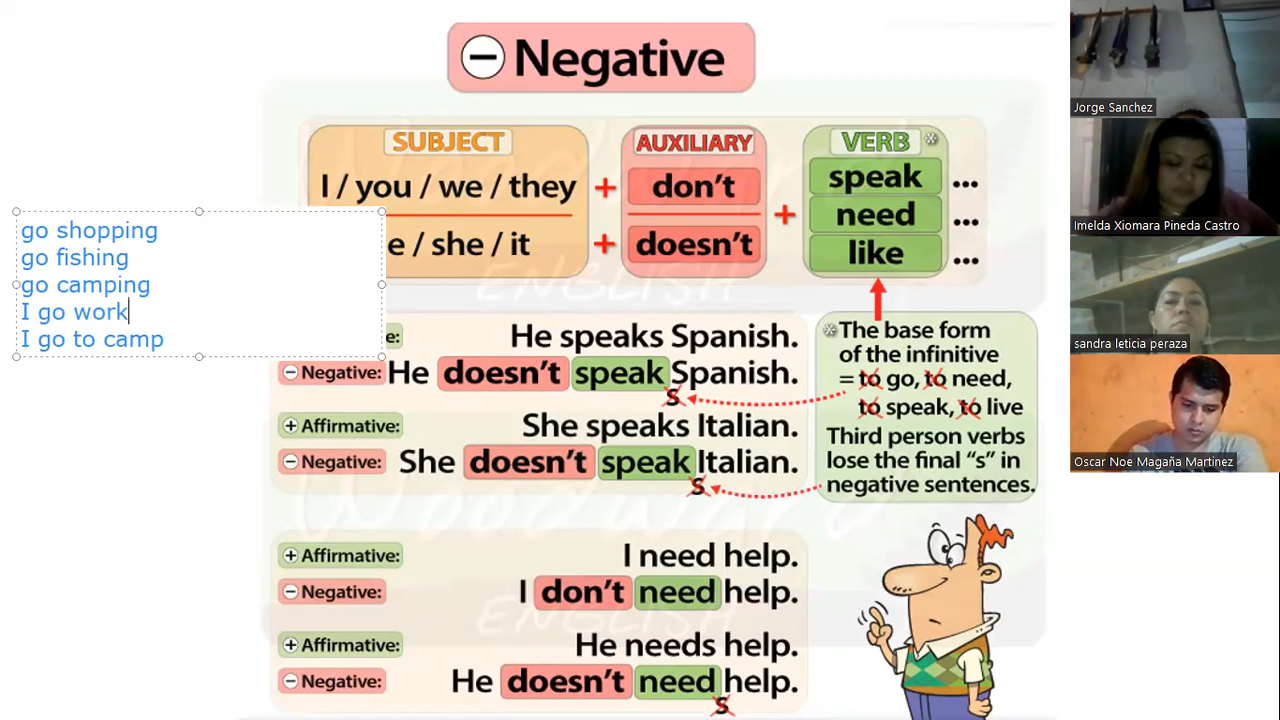 − Negative
SUBJECT
AUXILIARY
VERB *
I / you / we / they + don't + speak ...
need ...
e / she / it + doesn't
like ...
go shopping
go fishing
go camping
I go work
I go to camp
ENGLISH
e: He speaks Spanish.
− Negative: He doesn't speak Spanish.
s
+ Affirmative: She speaks Italian.
− Negative: She doesn't speak Italian.
s
* The base form
of the infinitive
= to go, to need,
to speak, to live
Third person verbs
lose the final “s” in
negative sentences.
Woodward
ENGLISH
+ Affirmative: I need help.
− Negative: I don't need help.
+ Affirmative: He needs help.
− Negative: He doesn't need help.
s
Jorge Sanchez
Imelda Xiomara Pineda Castro
sandra leticia peraza
Oscar Noe Magaña Martinez